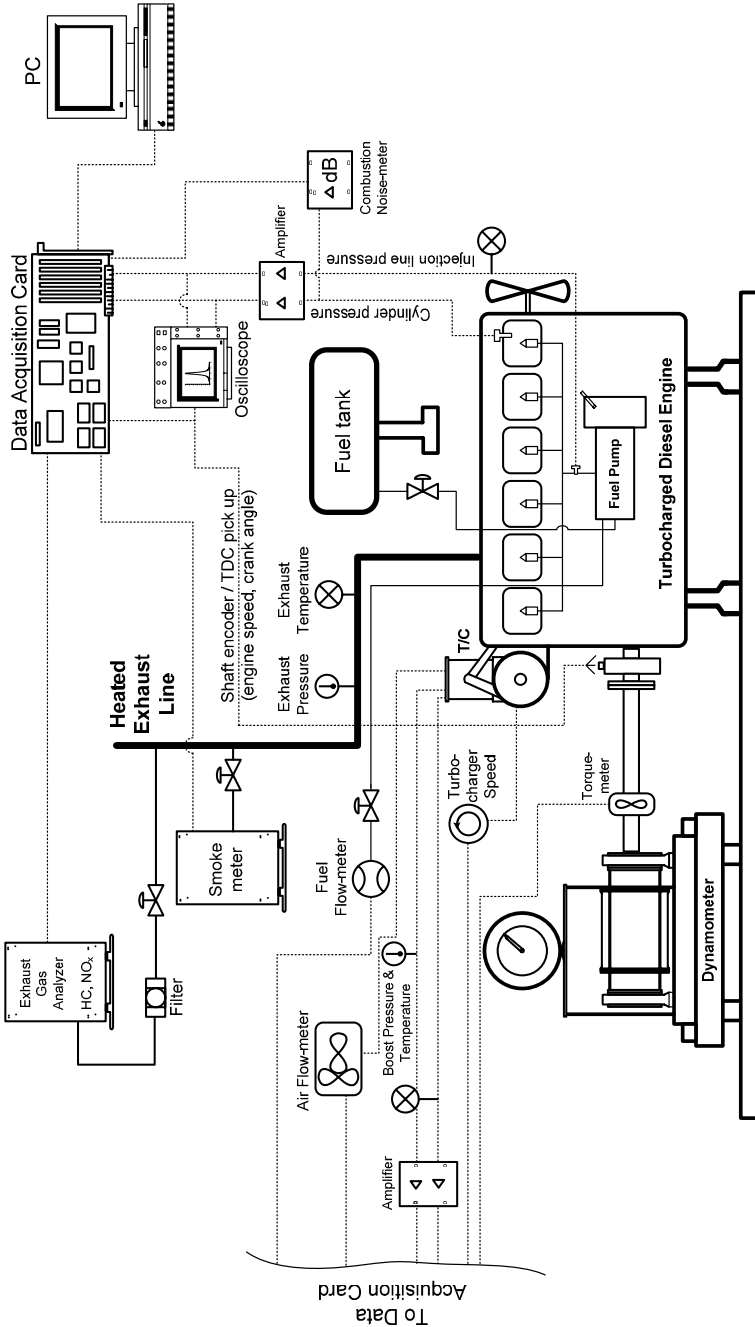 PC
Data Acquisition Card
dB
Combustion
Noise-meter
Amplifier
Oscilloscope
Injection line pressure
Cylinder pressure
Fuel tank
Fuel Pump
Turbocharged Diesel Engine
Shaft encoder / TDC pick up
(engine speed, crank angle)
Exhaust
Temperature
Exhaust
Pressure
T/C
Heated
Exhaust
Line
Smoke
meter
Exhaust
Gas
Analyzer
HC, NOx
Filter
Fuel
Flow-meter
Turbo-
charger
Speed
Torque-
meter
Dynamometer
Air Flow-meter
Boost Pressure &
Temperature
Amplifier
To Data
Acquisition Card